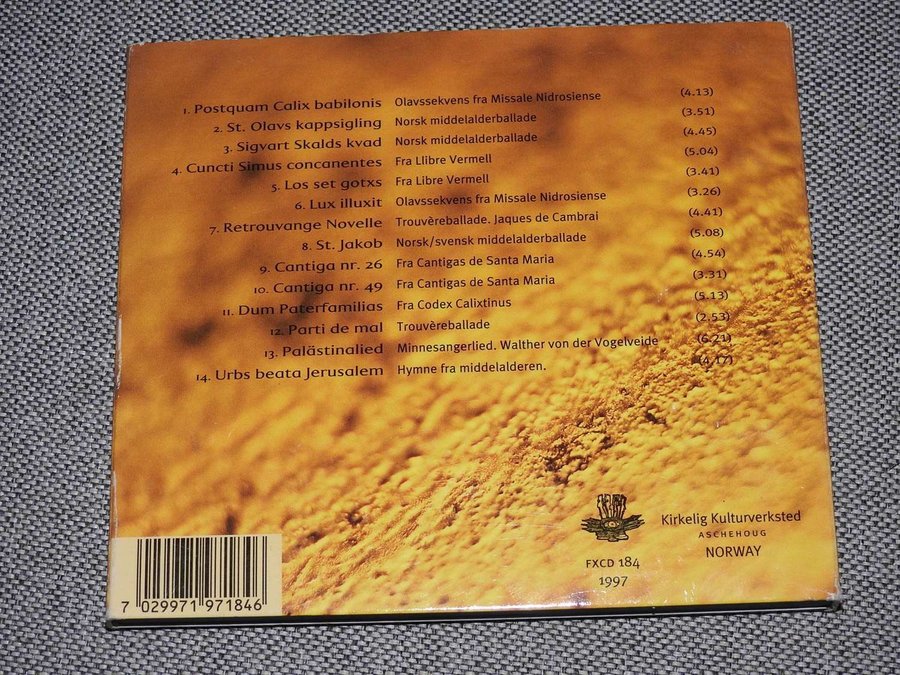 1. Postquam Calix babilonis Olavssekvens fra Missale Nidrosiense (4.13)
2. St. Olavs kappsigling Norsk middelalderballade (3.51)
3. Sigvart Skalds kvad Norsk middelalderballade (4.45)
4. Cuncti Simus concanentes Fra Llibre Vermell (5.04)
5. Los set gotxs Fra Libre Vermell (3.41)
6. Lux illuxit Olavssekvens fra Missale Nidrosiense (3.26)
7. Retrouvange Novelle Trouvèreballade. Jaques de Cambrai (4.41)
8. St. Jakob Norsk/svensk middelalderballade (5.08)
9. Cantiga nr. 26 Fra Cantigas de Santa Maria (4.54)
10. Cantiga nr. 49 Fra Cantigas de Santa Maria (3.31)
11. Dum Paterfamilias Fra Codex Calixtinus (5.13)
12. Parti de mal Trouvèreballade (2.53)
13. Palästinalied Minnesangerlied. Walther von der Vogelveide (6.21)
14. Urbs beata Jerusalem Hymne fra middelalderen. (4.17)
Kirkelig Kulturverksted
ASCHEHOUG
NORWAY
FXCD 184
1997
7 029971 971846